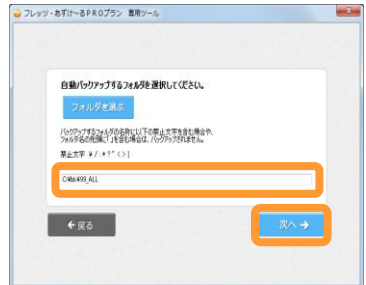 フレッツ・あずけ～るPROプラン 専用ツール
自動バックアップするフォルダを選択してください。
フォルダを選ぶ
バックアップするフォルダの名称に以下の禁止文字を含む場合や、
フォルダ名の先頭に「.」を含む場合は、バックアップされません。
禁止文字 ¥ / : * ? " < > |
99_ALL
戻る
次へ